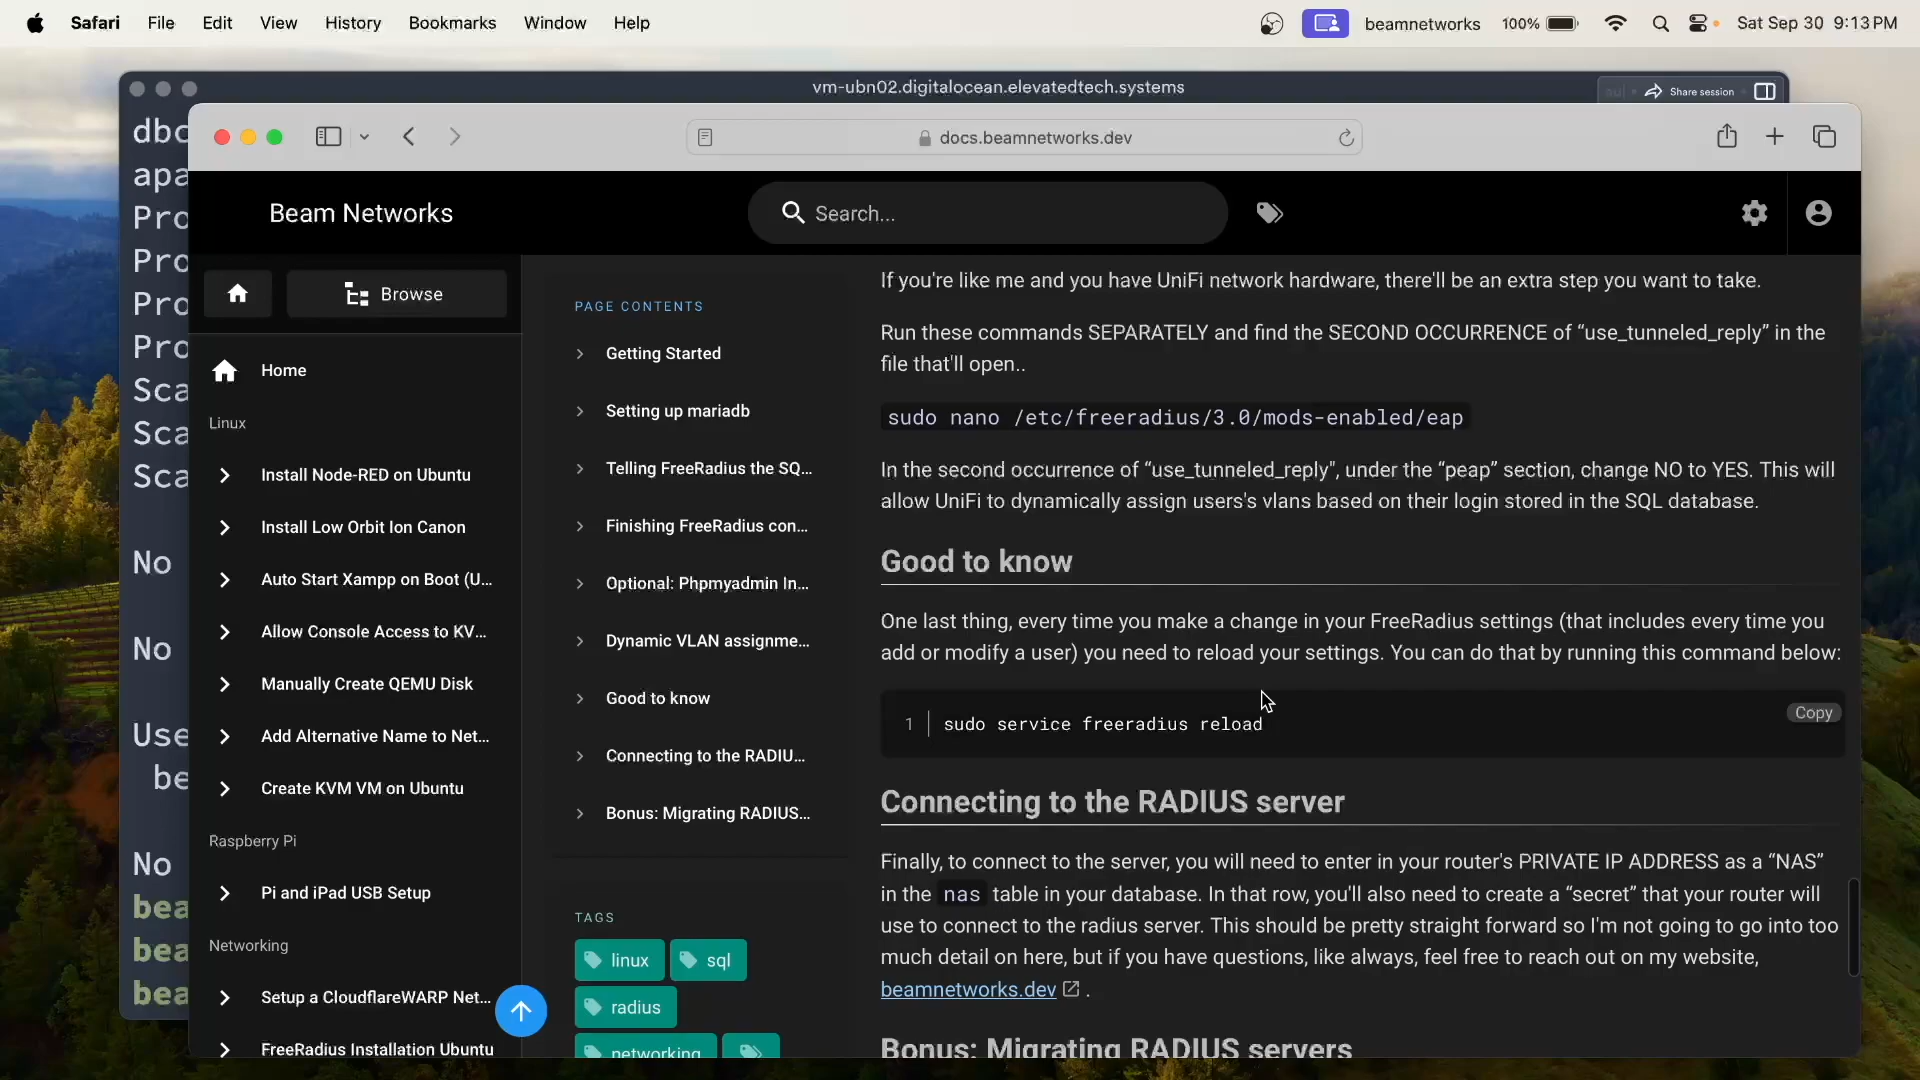 Safari File Edit View History Bookmarks Window Help beamnetworks 100% Sat Sep 30 9:13 PM
vm-ubn02.digitalocean.elevatedtech.systems
Share session
docs.beamnetworks.dev
Beam Networks
Search...
Browse
Home
Linux
Install Node-RED on Ubuntu
Install Low Orbit Ion Canon
Auto Start Xampp on Boot (U...
Allow Console Access to KV...
Manually Create QEMU Disk
Add Alternative Name to Net...
Create KVM VM on Ubuntu
Raspberry Pi
Pi and iPad USB Setup
Networking
Setup a CloudflareWARP Net...
FreeRadius Installation Ubuntu
PAGE CONTENTS
Getting Started
Setting up mariadb
Telling FreeRadius the SQ...
Finishing FreeRadius con...
Optional: Phpmyadmin In...
Dynamic VLAN assignme...
Good to know
Connecting to the RADIU...
Bonus: Migrating RADIUS...
TAGS
linux
sql
radius
networking
If you're like me and you have UniFi network hardware, there'll be an extra step you want to take.
Run these commands SEPARATELY and find the SECOND OCCURRENCE of “use_tunneled_reply” in the
file that'll open..
sudo nano /etc/freeradius/3.0/mods-enabled/eap
In the second occurrence of “use_tunneled_reply", under the “peap” section, change NO to YES. This will
allow UniFi to dynamically assign users's vlans based on their login stored in the SQL database.
Good to know
One last thing, every time you make a change in your FreeRadius settings (that includes every time you
add or modify a user) you need to reload your settings. You can do that by running this command below:
1 sudo service freeradius reload
Copy
Connecting to the RADIUS server
Finally, to connect to the server, you will need to enter in your router's PRIVATE IP ADDRESS as a “NAS”
in the nas table in your database. In that row, you'll also need to create a “secret” that your router will
use to connect to the radius server. This should be pretty straight forward so I'm not going to go into too
much detail on here, but if you have questions, like always, feel free to reach out on my website,
beamnetworks.dev .
Bonus: Migrating RADIUS servers
dbc
apa
Pro
Pro
Pro
Pro
Sca
Sca
Sca
No
No
Use
be
No
bea
bea
bea